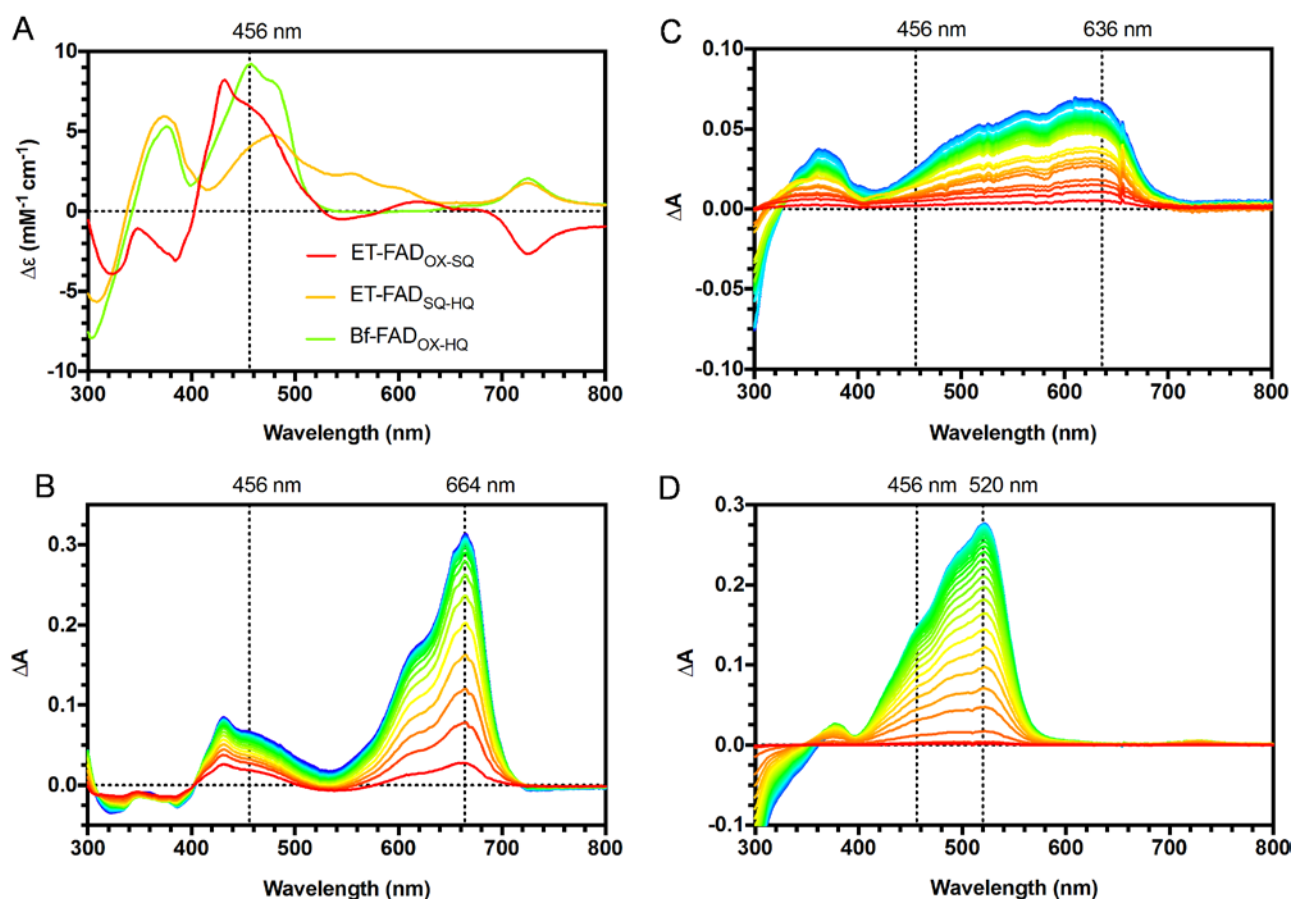 A
456 nm
10
5
0
-5
-10
Δε (mM⁻¹ cm⁻¹)
ET-FAD_OX-SQ
ET-FAD_SQ-HQ
Bf-FAD_OX-HQ
300 400 500 600 700 800
Wavelength (nm)
B
456 nm 664 nm
0.3
0.2
0.1
0.0
ΔA
300 400 500 600 700 800
Wavelength (nm)
C
456 nm 636 nm
0.10
0.05
0.00
-0.05
-0.10
ΔA
300 400 500 600 700 800
Wavelength (nm)
D
456 nm 520 nm
0.3
0.2
0.1
0.0
-0.1
ΔA
300 400 500 600 700 800
Wavelength (nm)